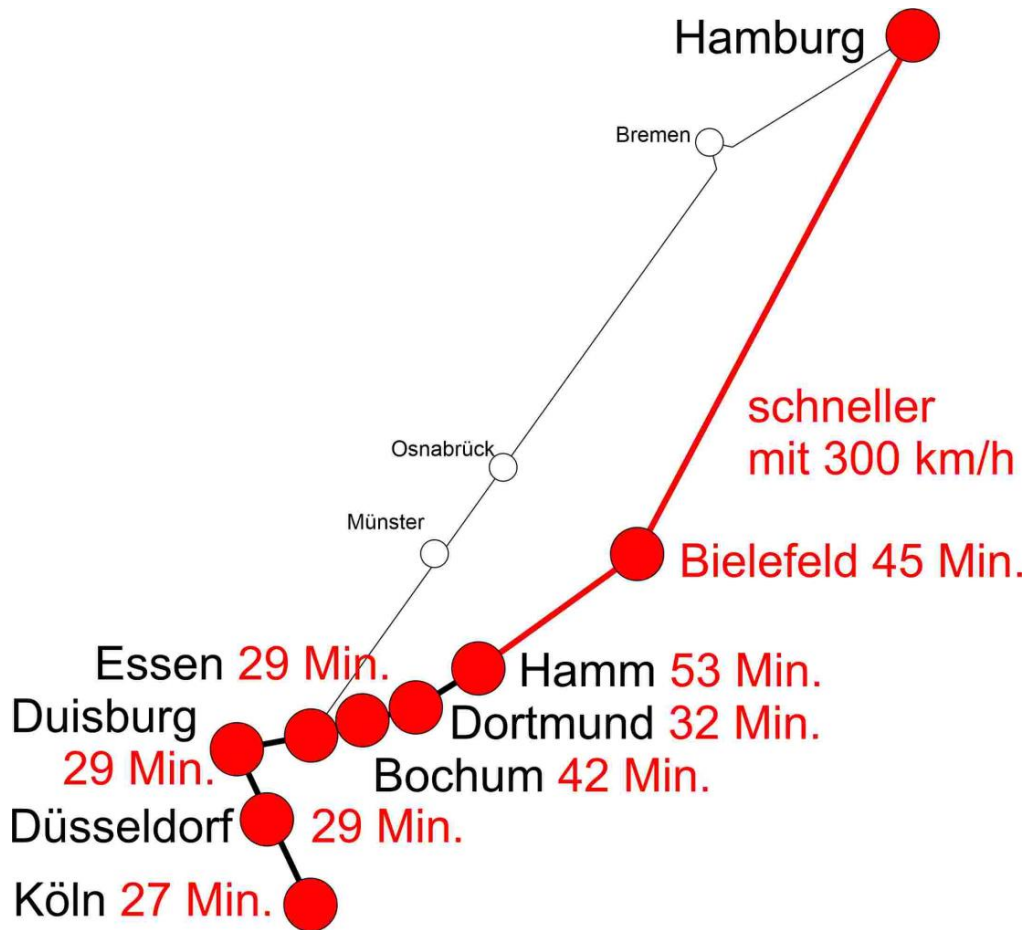 Hamburg
Bremen
schneller
mit 300 km/h
Osnabrück
Münster
Bielefeld 45 Min.
Essen 29 Min.
Hamm 53 Min.
Duisburg
29 Min.
Dortmund 32 Min.
Bochum 42 Min.
Düsseldorf 29 Min.
Köln 27 Min.